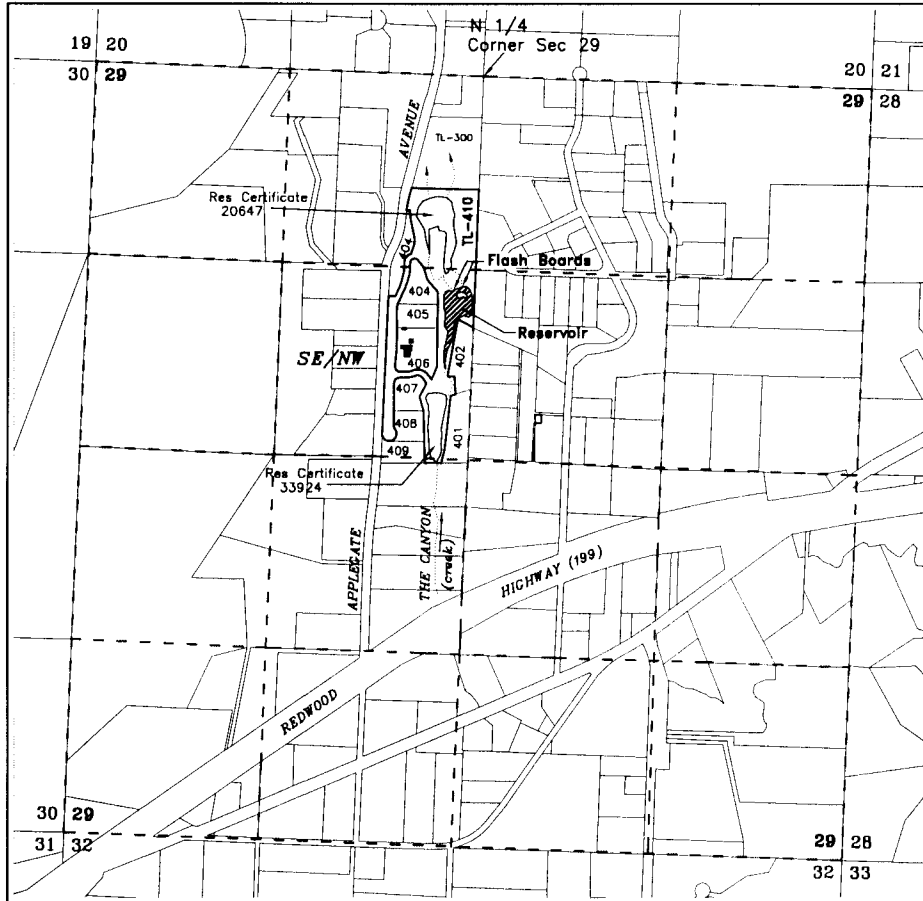 N 1/4
Corner Sec 29
19 20
30 29
20 21
29 28
AVENUE
TL-300
Res Certificate
20647
TL-410
404
Flash Boards
404
405
Reservoir
SE/NW
406
402
407
408
401
409
Res Certificate
33924
APPLEGATE
THE CANYON
(creek)
HIGHWAY (199)
REDWOOD
30 29
31 32
29 28
32 33